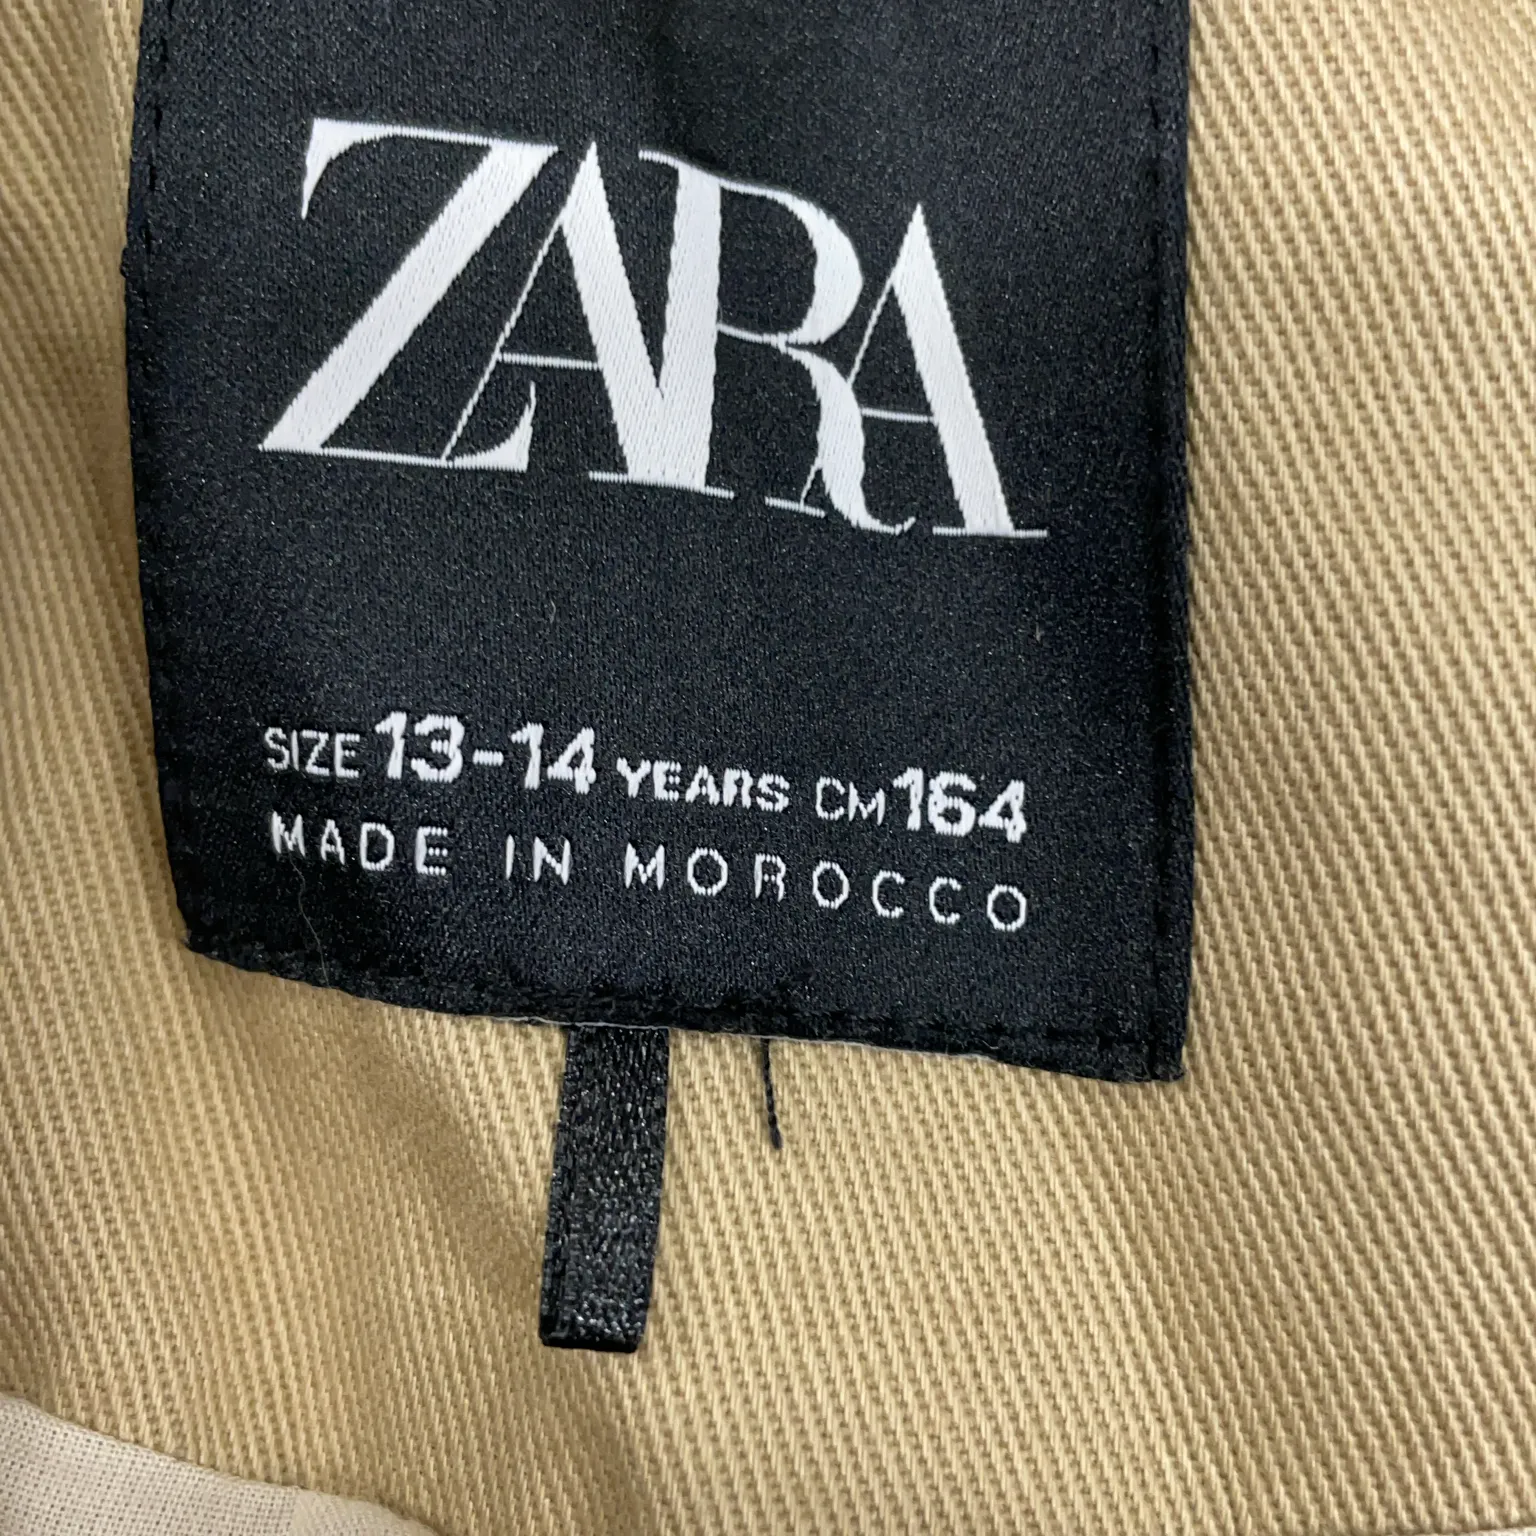 ZARA
SIZE 13-14 YEARS CM 164
MADE IN MOROCCO